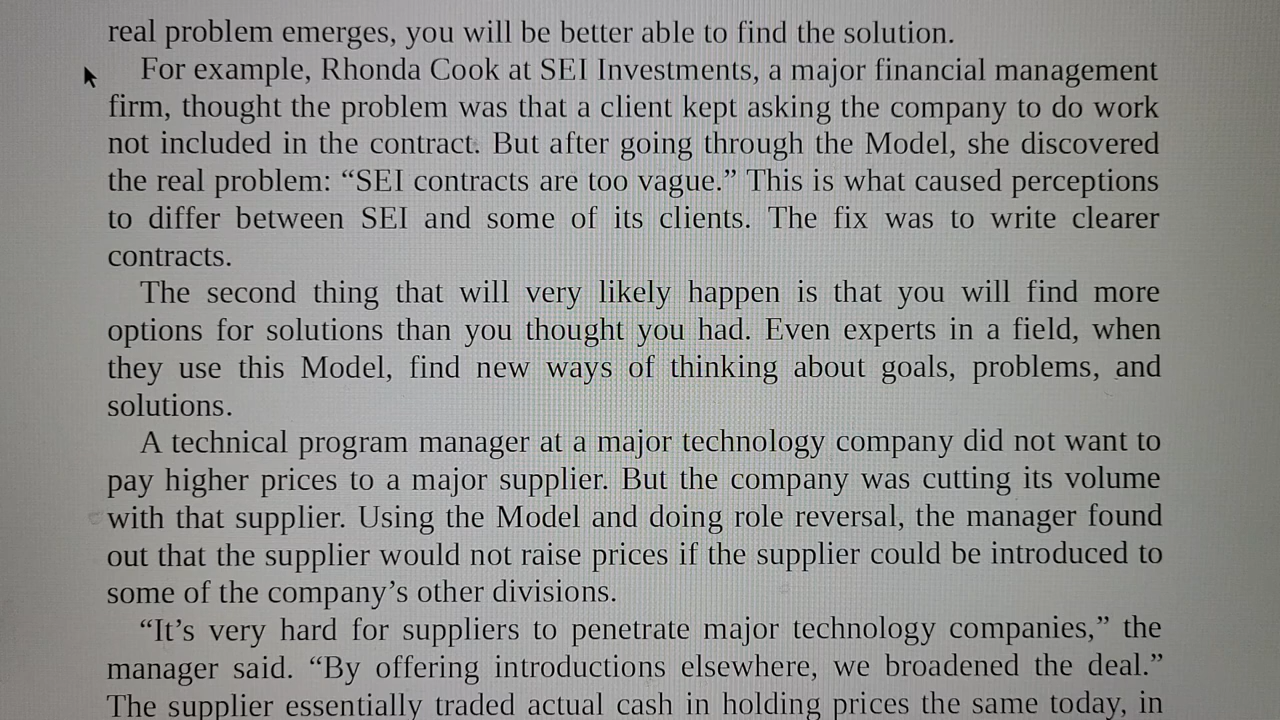 real problem emerges, you will be better able to find the solution.
For example, Rhonda Cook at SEI Investments, a major financial management
firm, thought the problem was that a client kept asking the company to do work
not included in the contract. But after going through the Model, she discovered
the real problem: “SEI contracts are too vague.” This is what caused perceptions
to differ between SEI and some of its clients. The fix was to write clearer
contracts.
The second thing that will very likely happen is that you will find more
options for solutions than you thought you had. Even experts in a field, when
they use this Model, find new ways of thinking about goals, problems, and
solutions.
A technical program manager at a major technology company did not want to
pay higher prices to a major supplier. But the company was cutting its volume
with that supplier. Using the Model and doing role reversal, the manager found
out that the supplier would not raise prices if the supplier could be introduced to
some of the company’s other divisions.
“It’s very hard for suppliers to penetrate major technology companies,” the
manager said. “By offering introductions elsewhere, we broadened the deal.”
The supplier essentially traded actual cash in holding prices the same today, in